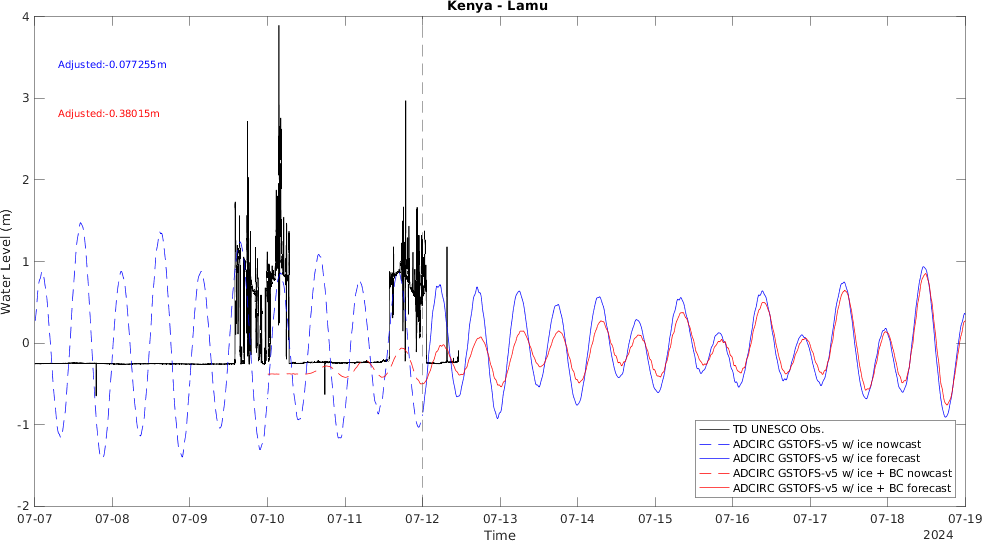 Kenya - Lamu
Adjusted:-0.077255m
Adjusted:-0.38015m
Water Level (m)
4
3
2
1
0
-1
-2
TD UNESCO Obs.
ADCIRC GSTOFS-v5 w/ ice nowcast
ADCIRC GSTOFS-v5 w/ ice forecast
ADCIRC GSTOFS-v5 w/ ice + BC nowcast
ADCIRC GSTOFS-v5 w/ ice + BC forecast
07-07 07-08 07-09 07-10 07-11 07-12 07-13 07-14 07-15 07-16 07-17 07-18 07-19
Time
2024